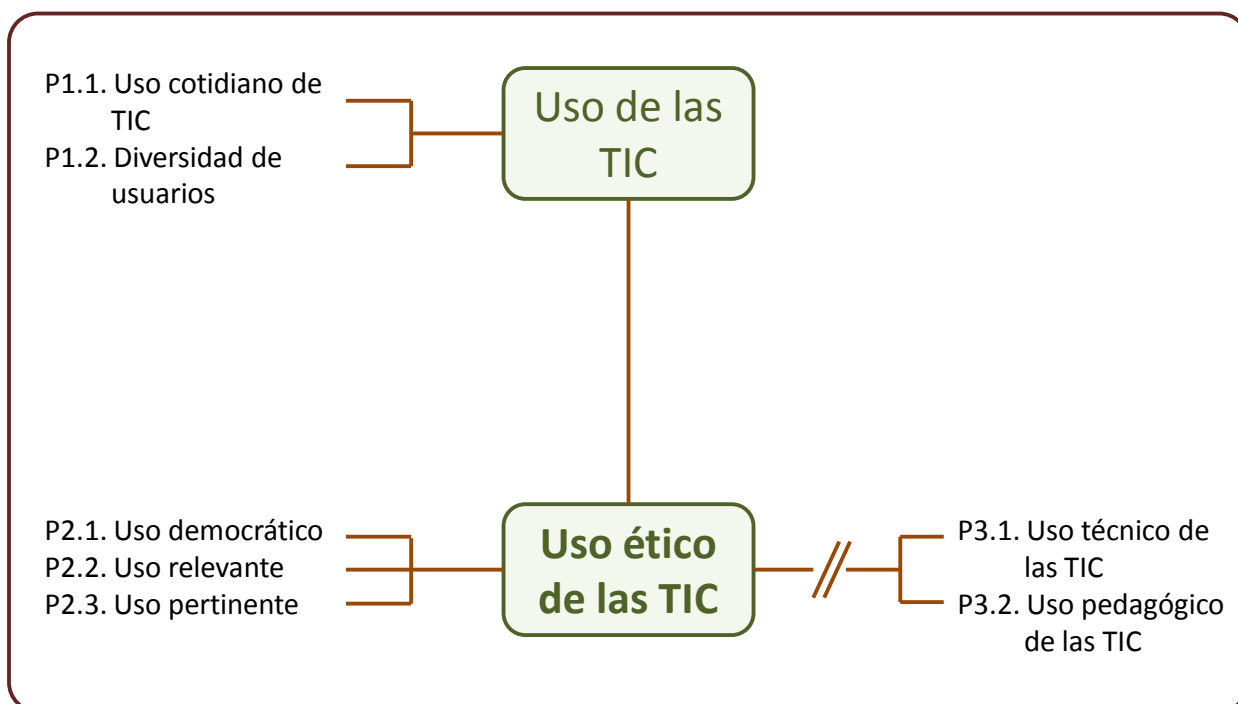 P1.1. Uso cotidiano de
TIC
P1.2. Diversidad de
usuarios
Uso de las
TIC
P2.1. Uso democrático
P2.2. Uso relevante
P2.3. Uso pertinente
Uso ético
de las TIC
P3.1. Uso técnico de
las TIC
P3.2. Uso pedagógico
de las TIC